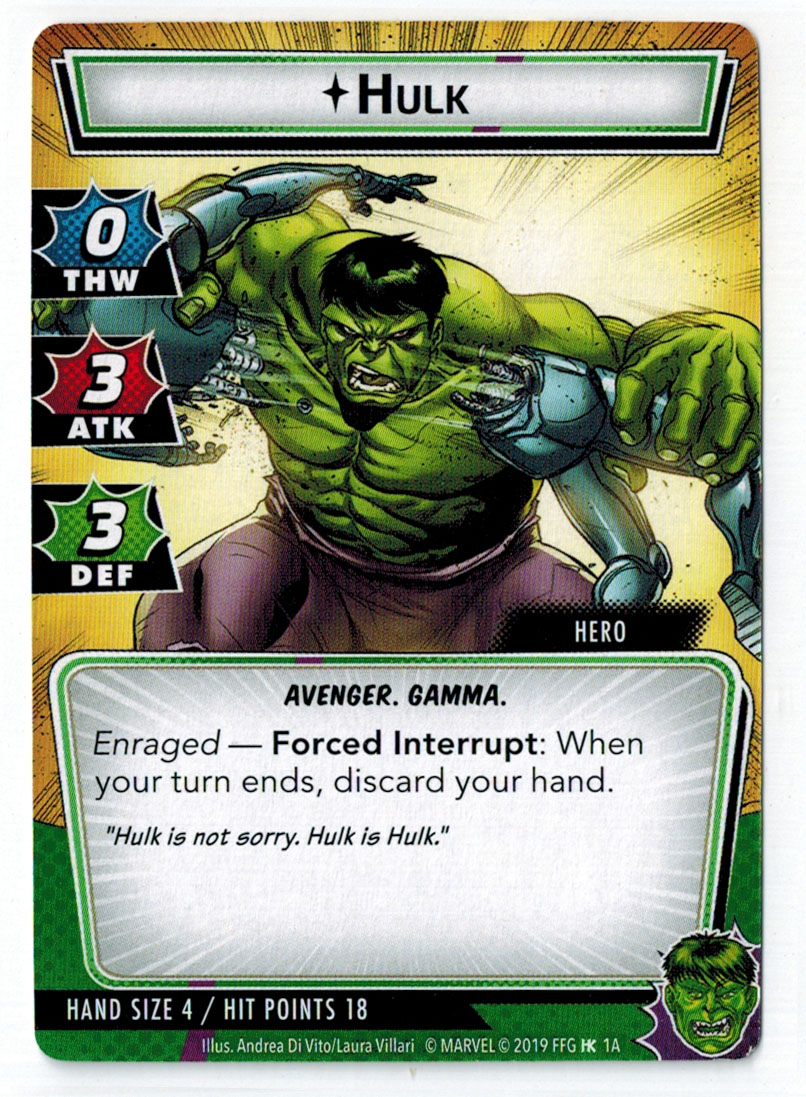 HULK
0
THW
3
ATK
3
DEF
HERO
AVENGER. GAMMA.
Enraged — Forced Interrupt: When
your turn ends, discard your hand.
"Hulk is not sorry. Hulk is Hulk."
HAND SIZE 4 / HIT POINTS 18
Illus. Andrea Di Vito/Laura Villari © MARVEL © 2019 FFG HK 1A